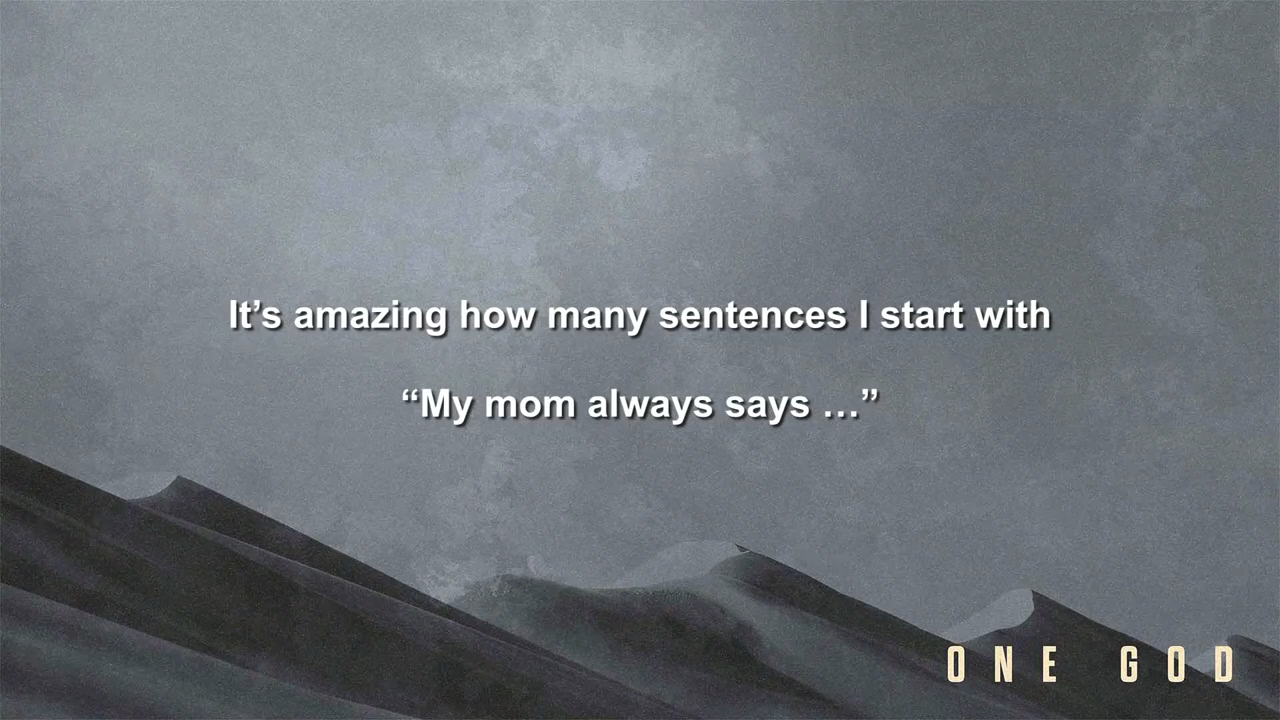 It’s amazing how many sentences I start with
“My mom always says …”
ONE GOD